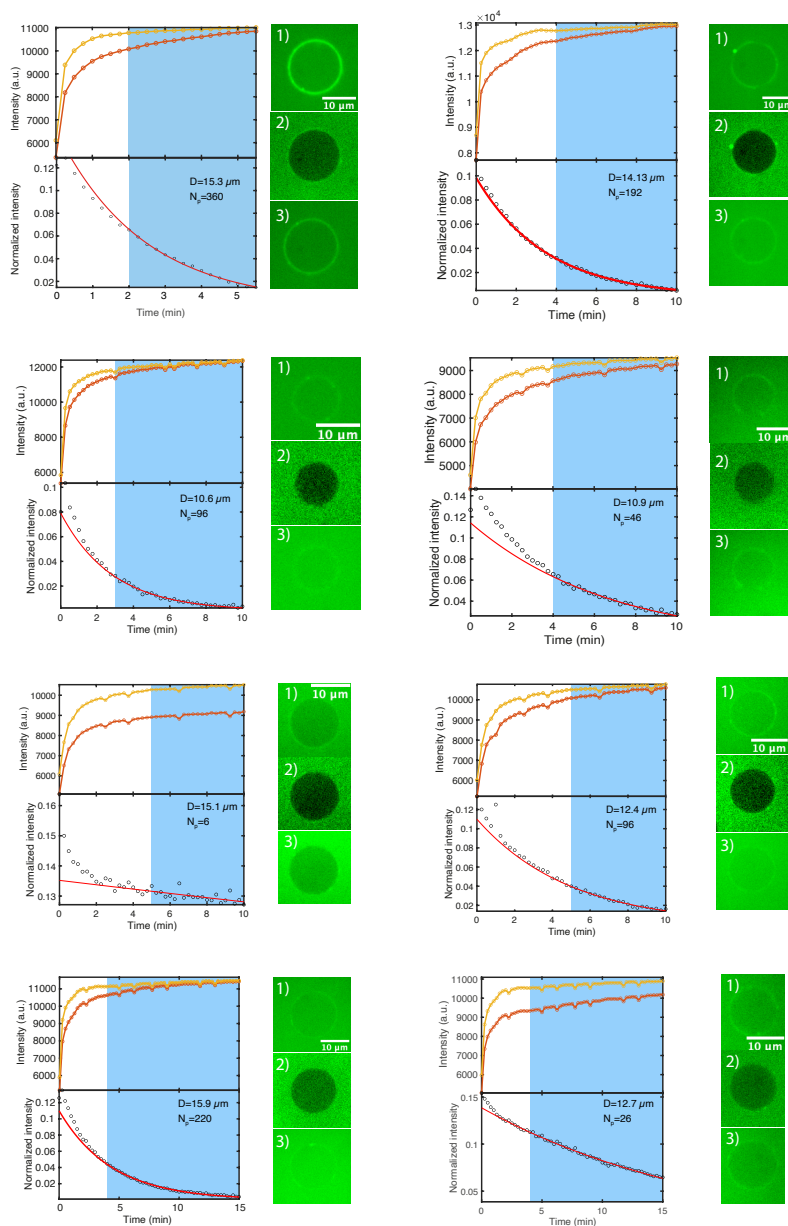 11000
10000
9000
8000
7000
6000
Intensity (a.u.)
0.12
0.1
0.08
0.06
0.04
0.02
Normalized intensity
D=15.3 µm
Np=360
0 1 2 3 4 5
Time (min)
1)
10 µm
2)
3)
×10^4
1.3
1.2
1.1
1
0.9
0.8
Intensity (a.u.)
0.1
0.08
0.06
0.04
0.02
Normalized intensity
D=14.13 µm
Np=192
0 2 4 6 8 10
Time (min)
1)
10 µm
2)
3)
12000
10000
8000
6000
Intensity (a.u.)
0.1
0.08
0.06
0.04
0.02
Normalized intensity
D=10.6 µm
Np=96
0 2 4 6 8 10
Time (min)
1)
10 µm
2)
3)
9000
8000
7000
6000
5000
Intensity (a.u.)
0.14
0.12
0.1
0.08
0.06
0.04
Normalized intensity
D=10.9 µm
Np=46
0 2 4 6 8 10
Time (min)
1)
10 µm
2)
3)
10000
9000
8000
7000
6000
Intensity (a.u.)
0.16
0.15
0.14
0.13
Normalized intensity
D=15.1 µm
Np=6
0 2 4 6 8 10
Time (min)
1)
10 µm
2)
3)
10000
9000
8000
7000
6000
Intensity (a.u.)
0.12
0.1
0.08
0.06
0.04
0.02
Normalized intensity
D=12.4 µm
Np=96
0 2 4 6 8 10
Time (min)
1)
10 µm
2)
3)
11000
10000
9000
8000
7000
6000
Intensity (a.u.)
0.12
0.1
0.08
0.06
0.04
0.02
Normalized intensity
D=15.9 µm
Np=220
0 5 10 15
Time (min)
1)
10 µm
2)
3)
11000
10000
9000
8000
7000
6000
Intensity (a.u.)
0.15
0.1
0.05
Normalized intensity
D=12.7 µm
Np=26
0 5 10 15
Time (min)
1)
10 µm
2)
3)